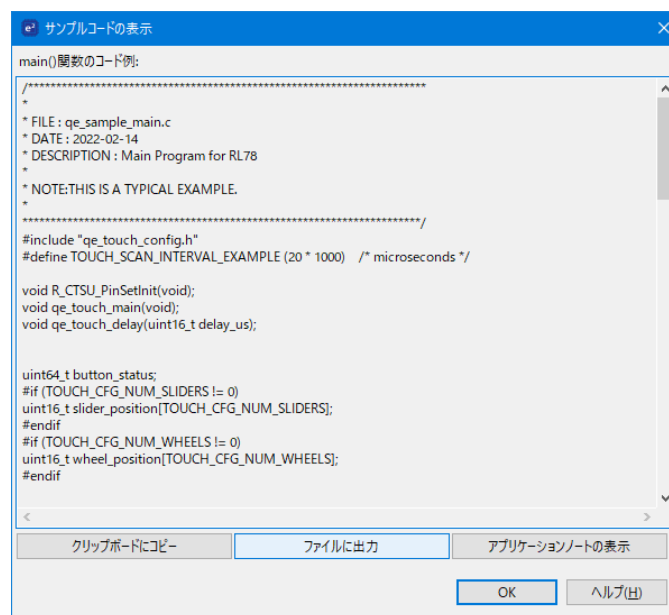 e² サンプルコードの表示
main()関数のコード例:
/***********************************************************************
*
* FILE : qe_sample_main.c
* DATE : 2022-02-14
* DESCRIPTION : Main Program for RL78
*
* NOTE:THIS IS A TYPICAL EXAMPLE.
*
***********************************************************************/
#include "qe_touch_config.h"
#define TOUCH_SCAN_INTERVAL_EXAMPLE (20 * 1000)    /* microseconds */
void R_CTSU_PinSetInit(void);
void qe_touch_main(void);
void qe_touch_delay(uint16_t delay_us);
uint64_t button_status;
#if (TOUCH_CFG_NUM_SLIDERS != 0)
uint16_t slider_position[TOUCH_CFG_NUM_SLIDERS];
#endif
#if (TOUCH_CFG_NUM_WHEELS != 0)
uint16_t wheel_position[TOUCH_CFG_NUM_WHEELS];
#endif
クリップボードにコピー ファイルに出力 アプリケーションノートの表示
OK ヘルプ(H)